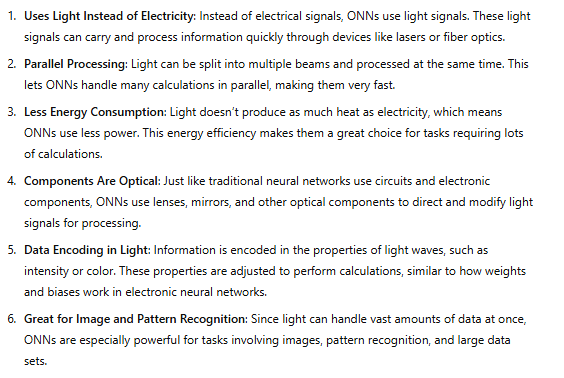 1. Uses Light Instead of Electricity: Instead of electrical signals, ONNs use light signals. These light
signals can carry and process information quickly through devices like lasers or fiber optics.
2. Parallel Processing: Light can be split into multiple beams and processed at the same time. This
lets ONNs handle many calculations in parallel, making them very fast.
3. Less Energy Consumption: Light doesn't produce as much heat as electricity, which means
ONNs use less power. This energy efficiency makes them a great choice for tasks requiring lots
of calculations.
4. Components Are Optical: Just like traditional neural networks use circuits and electronic
components, ONNs use lenses, mirrors, and other optical components to direct and modify light
signals for processing.
5. Data Encoding in Light: Information is encoded in the properties of light waves, such as
intensity or color. These properties are adjusted to perform calculations, similar to how weights
and biases work in electronic neural networks.
6. Great for Image and Pattern Recognition: Since light can handle vast amounts of data at once,
ONNs are especially powerful for tasks involving images, pattern recognition, and large data
sets.